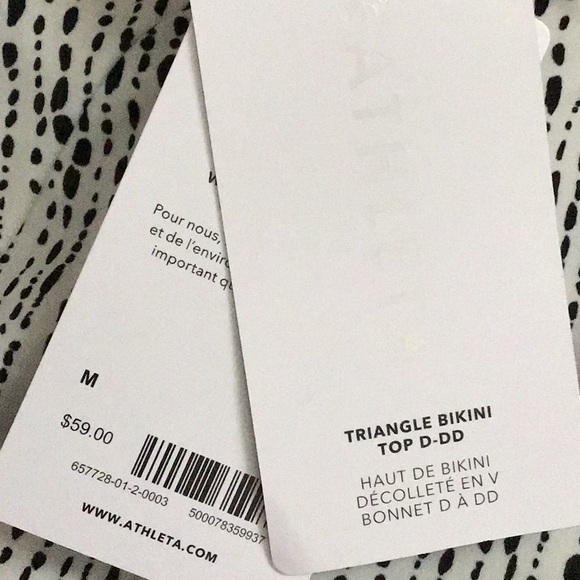 ATHLETA
TRIANGLE BIKINI
TOP D-DD
HAUT DE BIKINI
DÉCOLLETÉ EN V
BONNET D À DD
Pour nous,
et de
important
M
$59.00
657728-01-2-0003
500078359937
WWW.ATHLETA.COM